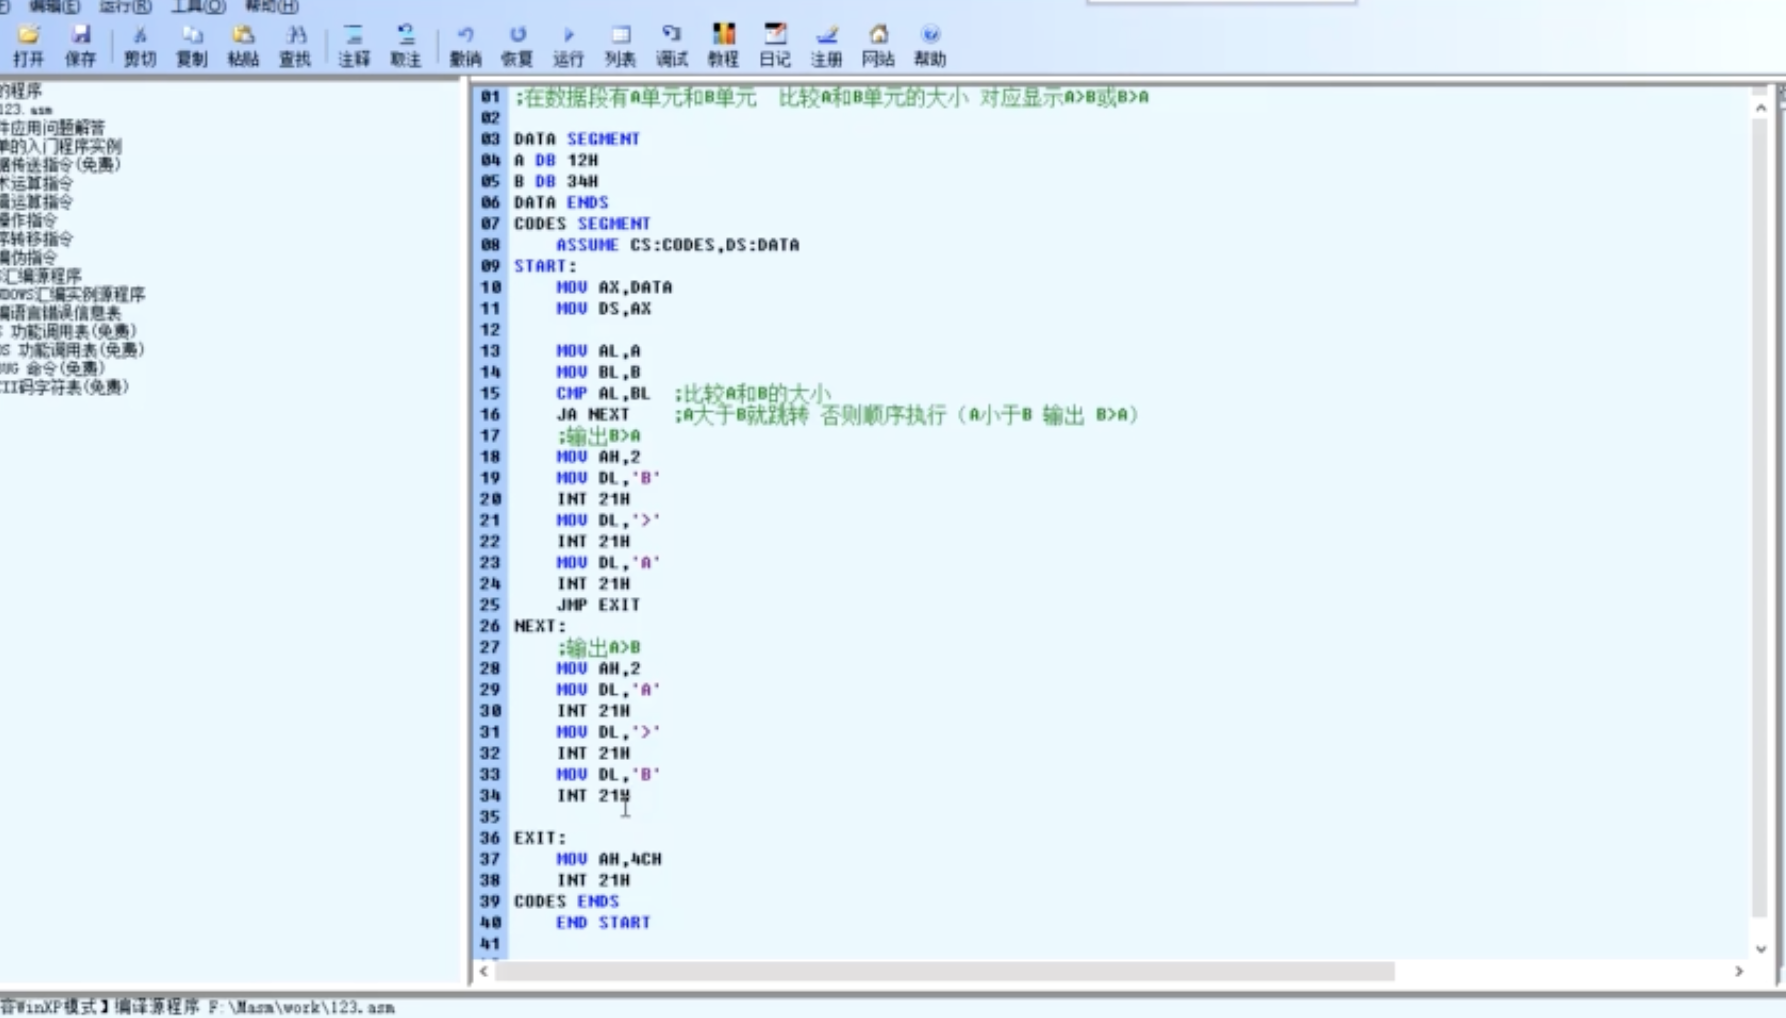 编辑(E) 运行(R) 工具(O) 帮助(H)
打开 保存 剪切 复制 粘贴 查找 注释 取注 撤销 恢复 运行 列表 调试 教程 日记 注册 网站 帮助
的程序
123.asm
件应用问题解答
单的入门程序实例
据传送指令(免费)
术运算指令
辑运算指令
操作指令
序转移指令
编伪指令
汇编源程序
NDOWS汇编实例源程序
编语言错误信息表
S 功能调用表(免费)
OS 功能调用表(免费)
BUG 命令(免费)
CII码字符表(免费)
01 ;在数据段有A单元和B单元 比较A和B单元的大小 对应显示A>B或B>A
02
03 DATA SEGMENT
04 A DB 12H
05 B DB 34H
06 DATA ENDS
07 CODES SEGMENT
08 ASSUME CS:CODES,DS:DATA
09 START:
10 MOV AX,DATA
11 MOV DS,AX
12
13 MOV AL,A
14 MOV BL,B
15 CMP AL,BL ;比较A和B的大小
16 JA NEXT ;A大于B就跳转 否则顺序执行（A小于B 输出 B>A）
17 ;输出B>A
18 MOV AH,2
19 MOV DL,'B'
20 INT 21H
21 MOV DL,'>'
22 INT 21H
23 MOV DL,'A'
24 INT 21H
25 JMP EXIT
26 NEXT:
27 ;输出A>B
28 MOV AH,2
29 MOV DL,'A'
30 INT 21H
31 MOV DL,'>'
32 INT 21H
33 MOV DL,'B'
34 INT 21H
35
36 EXIT:
37 MOV AH,4CH
38 INT 21H
39 CODES ENDS
40 END START
41
容WinXP模式】编译源程序 F:\Masm\work\123.asm